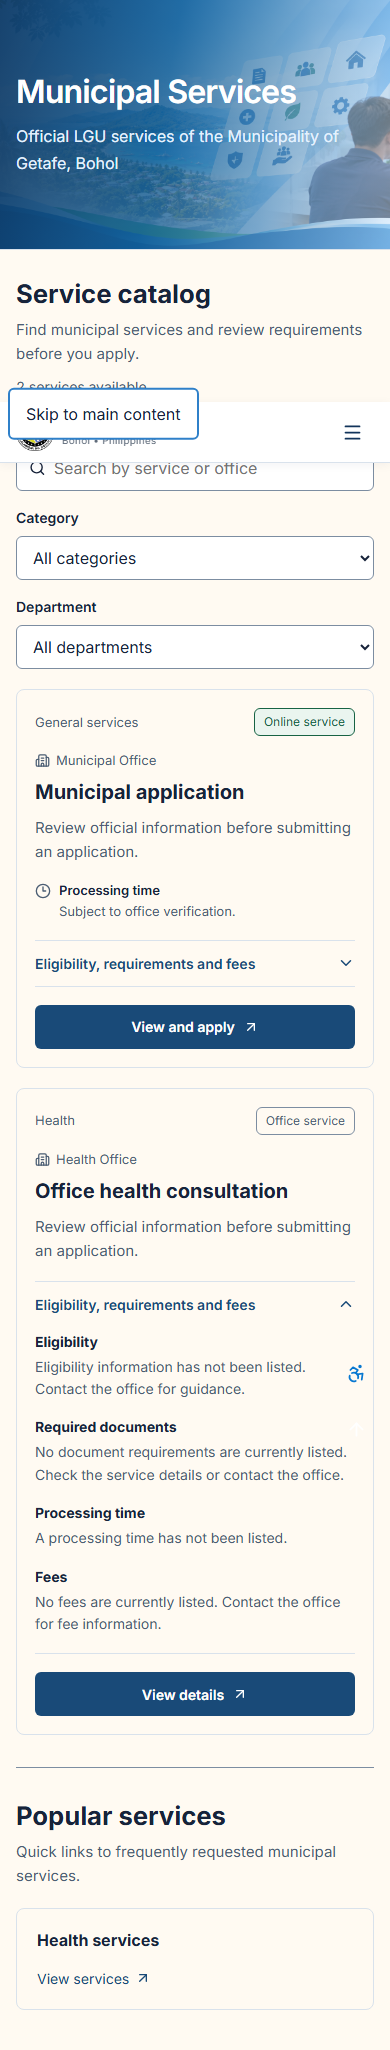 Municipal Services
Official LGU services of the Municipality of
Getafe, Bohol
Service catalog
Find municipal services and review requirements
before you apply.
2 services available
Skip to main content
Bohol • Philippines
Search by service or office
Category
All categories
Department
All departments
General services
Online service
Municipal Office
Municipal application
Review official information before submitting
an application.
Processing time
Subject to office verification.
Eligibility, requirements and fees
View and apply
Health
Office service
Health Office
Office health consultation
Review official information before submitting
an application.
Eligibility, requirements and fees
Eligibility
Eligibility information has not been listed.
Contact the office for guidance.
Required documents
No document requirements are currently listed.
Check the service details or contact the office.
Processing time
A processing time has not been listed.
Fees
No fees are currently listed. Contact the office
for fee information.
View details
Popular services
Quick links to frequently requested municipal
services.
Health services
View services